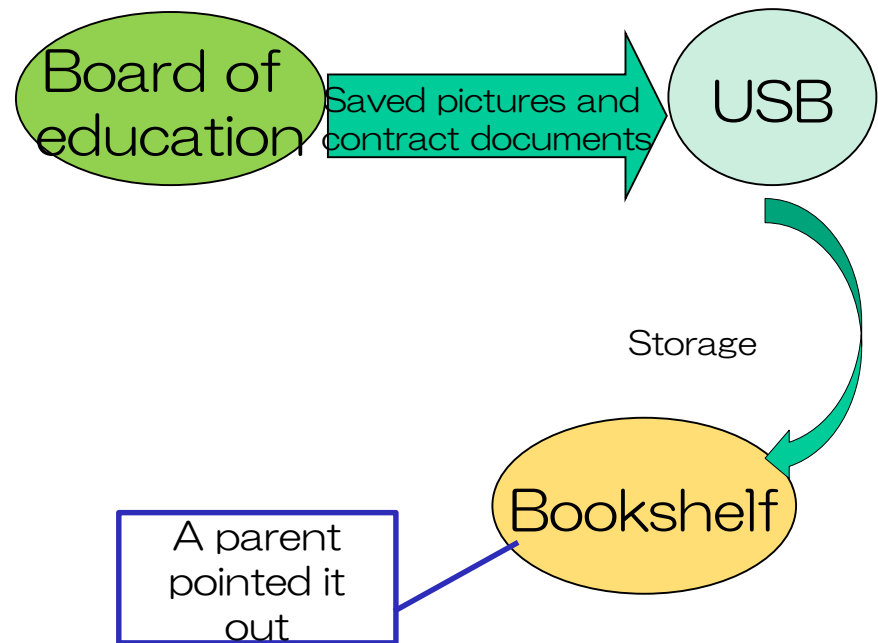 Board of
education
Saved pictures and
contract documents
USB
Storage
Bookshelf
A parent
pointed it
out